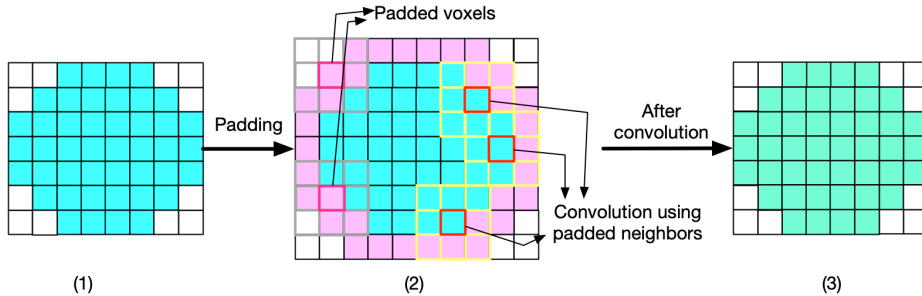 Padded voxels
Padding
After
convolution
Convolution using
padded neighbors
(1)
(2)
(3)